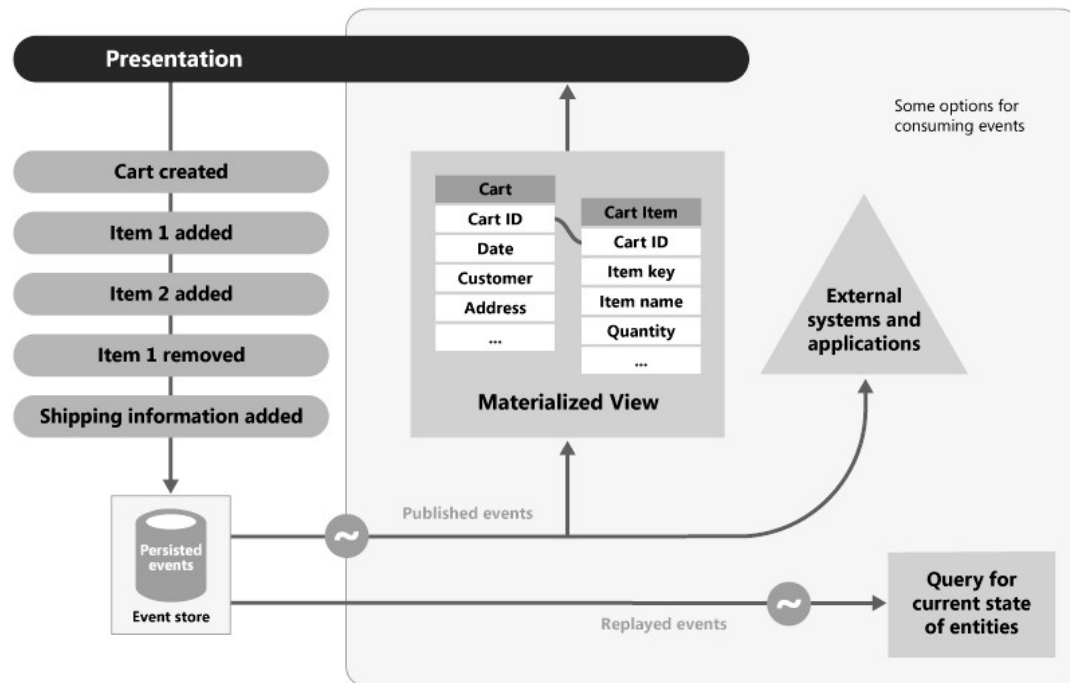 Presentation
Some options for
consuming events
Cart created
Item 1 added
Item 2 added
Item 1 removed
Shipping information added
Cart
Cart ID
Date
Customer
Address
...
Cart Item
Cart ID
Item key
Item name
Quantity
...
Materialized View
External
systems and
applications
Persisted
events
Event store
Published events
~
Replayed events
~
Query for
current state
of entities